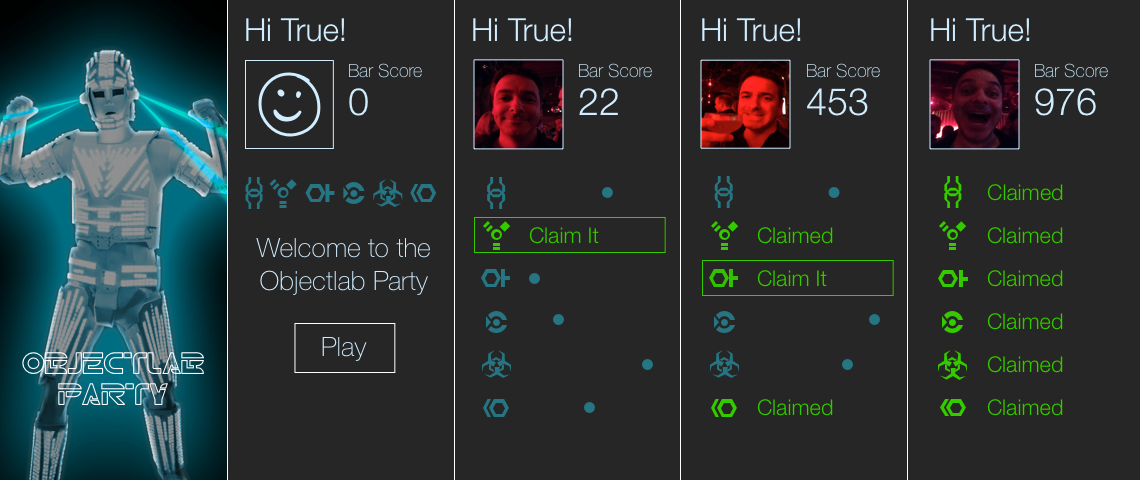 OBJECTLAB
PARTY
Hi True!
Bar Score
0
Welcome to the
Objectlab Party
Play
Hi True!
Bar Score
22
Claim It
Hi True!
Bar Score
453
Claimed
Claim It
Claimed
Hi True!
Bar Score
976
Claimed
Claimed
Claimed
Claimed
Claimed
Claimed